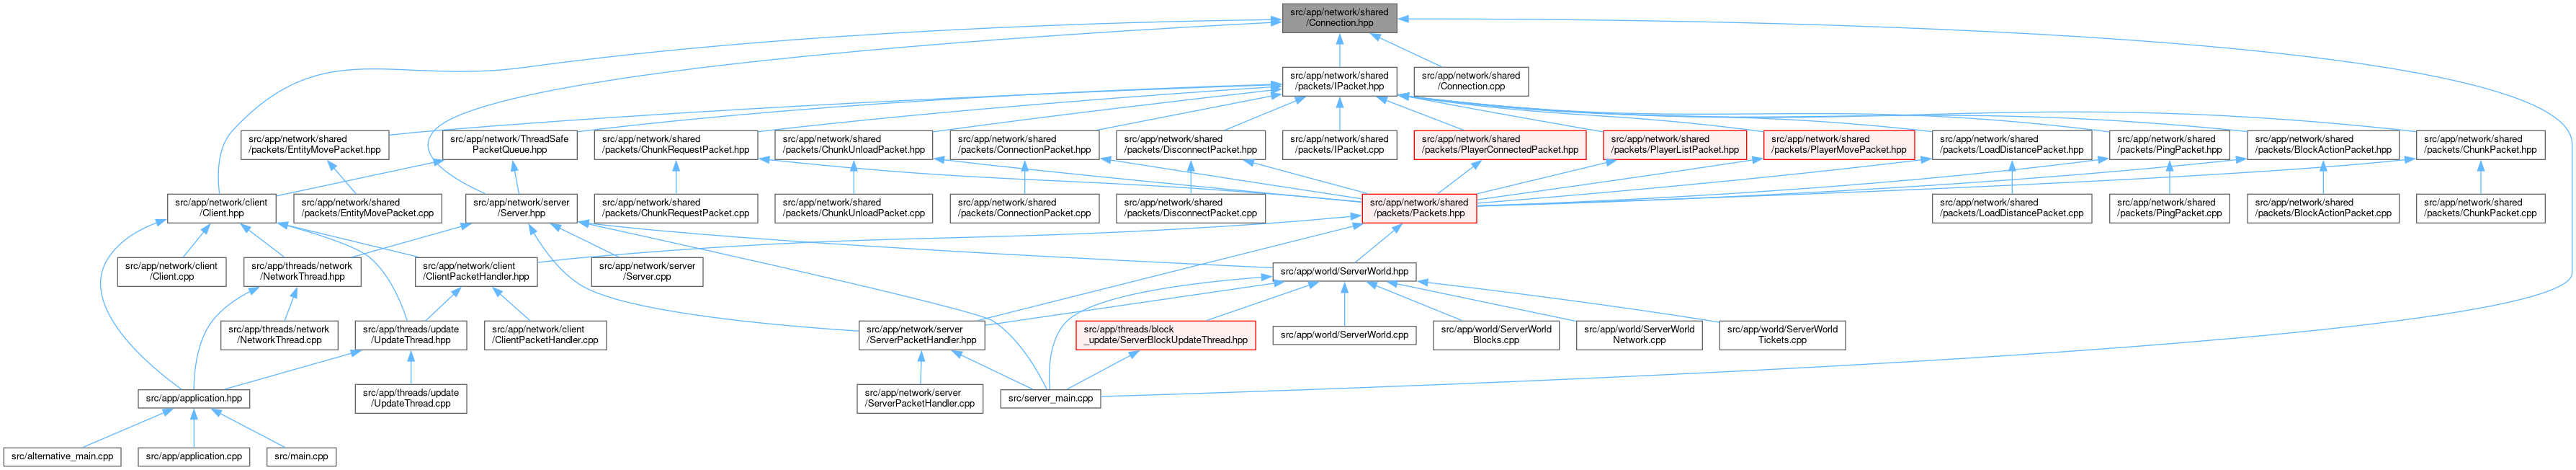 src/app/network/shared
/Connection.hpp
src/app/network/shared
/packets/IPacket.hpp
src/app/network/shared
/Connection.cpp
src/app/network/shared
/packets/EntityMovePacket.hpp
src/app/network/ThreadSafe
PacketQueue.hpp
src/app/network/shared
/packets/ChunkRequestPacket.hpp
src/app/network/shared
/packets/ChunkUnloadPacket.hpp
src/app/network/shared
/packets/ConnectionPacket.hpp
src/app/network/shared
/packets/DisconnectPacket.hpp
src/app/network/shared
/packets/IPacket.cpp
src/app/network/shared
/packets/PlayerConnectedPacket.hpp
src/app/network/shared
/packets/PlayerListPacket.hpp
src/app/network/shared
/packets/PlayerMovePacket.hpp
src/app/network/shared
/packets/LoadDistancePacket.hpp
src/app/network/shared
/packets/PingPacket.hpp
src/app/network/shared
/packets/BlockActionPacket.hpp
src/app/network/shared
/packets/ChunkPacket.hpp
src/app/network/client
/Client.hpp
src/app/network/shared
/packets/EntityMovePacket.cpp
src/app/network/server
/Server.hpp
src/app/network/shared
/packets/ChunkRequestPacket.cpp
src/app/network/shared
/packets/ChunkUnloadPacket.cpp
src/app/network/shared
/packets/ConnectionPacket.cpp
src/app/network/shared
/packets/DisconnectPacket.cpp
src/app/network/shared
/packets/Packets.hpp
src/app/network/shared
/packets/LoadDistancePacket.cpp
src/app/network/shared
/packets/PingPacket.cpp
src/app/network/shared
/packets/BlockActionPacket.cpp
src/app/network/shared
/packets/ChunkPacket.cpp
src/app/network/client
/Client.cpp
src/app/threads/network
/NetworkThread.hpp
src/app/network/client
/ClientPacketHandler.hpp
src/app/network/server
/Server.cpp
src/app/world/ServerWorld.hpp
src/app/threads/network
/NetworkThread.cpp
src/app/threads/update
/UpdateThread.hpp
src/app/network/client
/ClientPacketHandler.cpp
src/app/network/server
/ServerPacketHandler.hpp
src/app/threads/block
_update/ServerBlockUpdateThread.hpp
src/app/world/ServerWorld.cpp
src/app/world/ServerWorld
Blocks.cpp
src/app/world/ServerWorld
Network.cpp
src/app/world/ServerWorld
Tickets.cpp
src/app/application.hpp
src/app/threads/update
/UpdateThread.cpp
src/app/network/server
/ServerPacketHandler.cpp
src/server_main.cpp
src/alternative_main.cpp
src/app/application.cpp
src/main.cpp